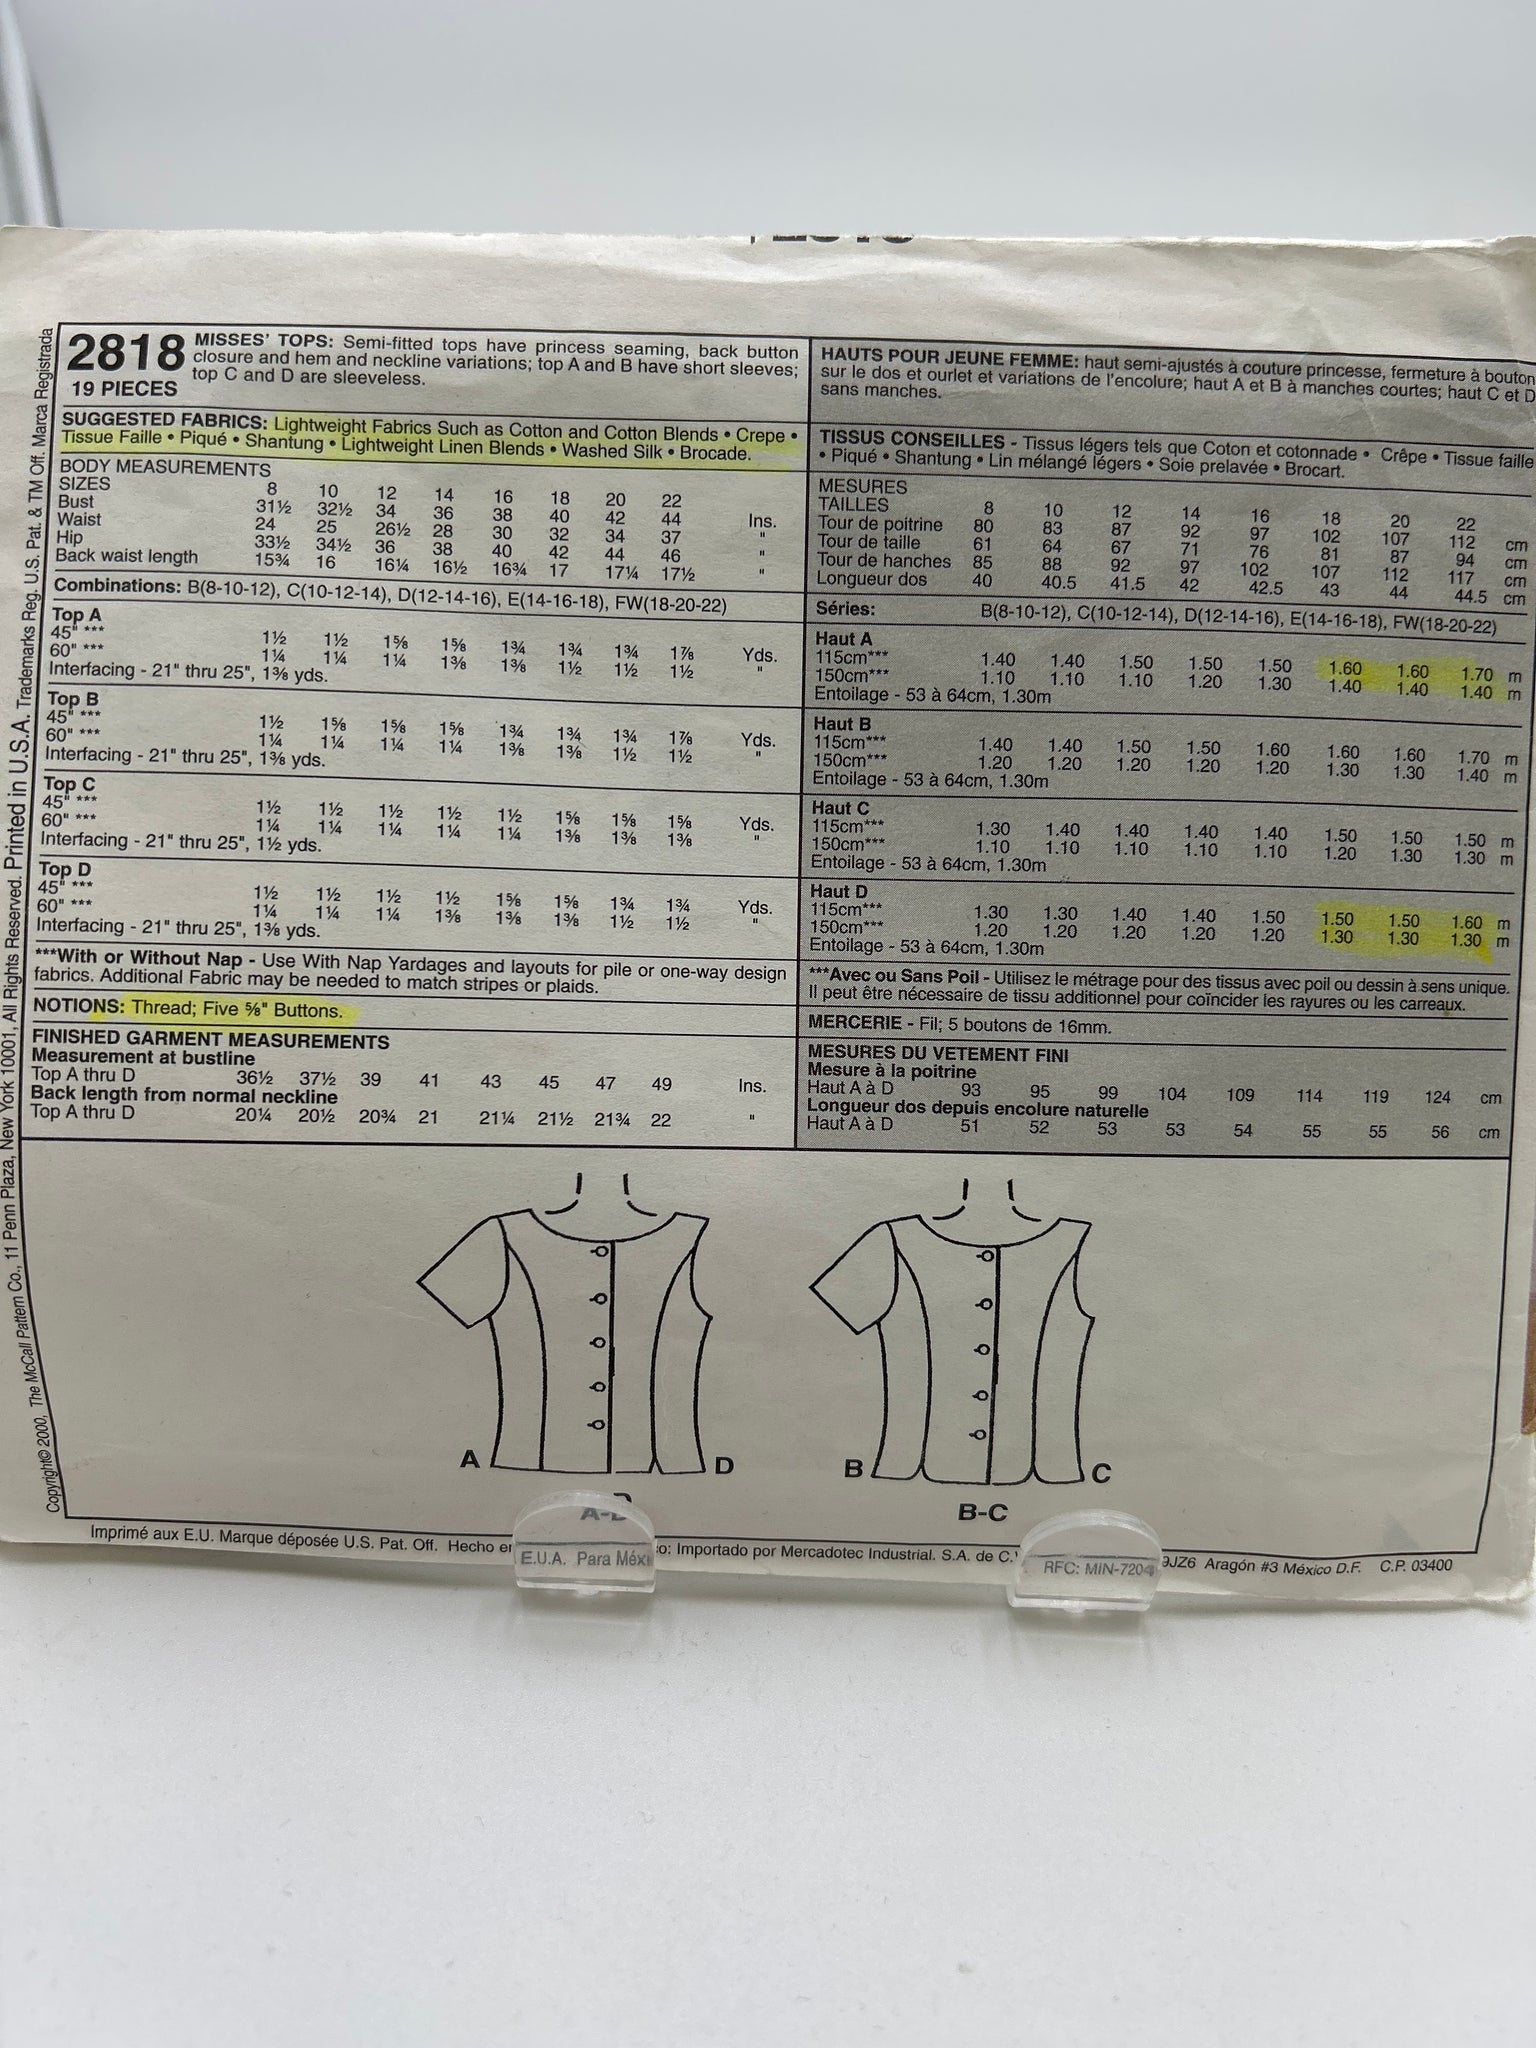 2818
19 PIECES
MISSES' TOPS: Semi-fitted tops have princess seaming, back button
closure and hem and neckline variations; top A and B have short sleeves;
top C and D are sleeveless.
SUGGESTED FABRICS: Lightweight Fabrics Such as Cotton and Cotton Blends • Crepe •
Tissue Faille • Piqué • Shantung • Lightweight Linen Blends • Washed Silk • Brocade.
BODY MEASUREMENTS
SIZES 8 10 12 14 16 18 20 22
Bust 31½ 32½ 34 36 38 40 42 44 Ins.
Waist 24 25 26½ 28 30 32 34 37 "
Hip 33½ 34½ 36 38 40 42 44 46 "
Back waist length 15¾ 16 16¼ 16½ 16¾ 17 17¼ 17½ "
Combinations: B(8-10-12), C(10-12-14), D(12-14-16), E(14-16-18), FW(18-20-22)
Top A
45" *** 1½ 1½ 1⅝ 1⅝ 1¾ 1¾ 1¾ 1⅞ Yds.
60" *** 1¼ 1¼ 1¼ 1⅜ 1⅜ 1½ 1½ 1½ "
Interfacing - 21" thru 25", 1⅜ yds.
Top B
45" *** 1½ 1⅝ 1⅝ 1⅝ 1¾ 1¾ 1¾ 1⅞ Yds.
60" *** 1¼ 1¼ 1¼ 1¼ 1⅜ 1⅜ 1½ 1½ "
Interfacing - 21" thru 25", 1⅜ yds.
Top C
45" *** 1½ 1½ 1½ 1½ 1½ 1⅝ 1⅝ 1⅝ Yds.
60" *** 1¼ 1¼ 1¼ 1¼ 1¼ 1⅜ 1⅜ 1⅜ "
Interfacing - 21" thru 25", 1½ yds.
Top D
45" *** 1½ 1½ 1½ 1½ 1⅝ 1⅝ 1¾ 1¾ Yds.
60" *** 1¼ 1¼ 1¼ 1⅜ 1⅜ 1⅜ 1½ 1½ "
Interfacing - 21" thru 25", 1⅜ yds.
***With or Without Nap - Use With Nap Yardages and layouts for pile or one-way design
fabrics. Additional Fabric may be needed to match stripes or plaids.
NOTIONS: Thread; Five ⅝" Buttons.
FINISHED GARMENT MEASUREMENTS
Measurement at bustline
Top A thru D 36½ 37½ 39 41 43 45 47 49 Ins.
Back length from normal neckline
Top A thru D 20¼ 20½ 20¾ 21 21¼ 21½ 21¾ 22 "
HAUTS POUR JEUNE FEMME: haut semi-ajustés à couture princesse, fermeture à bouton
sur le dos et ourlet et variations de l'encolure; haut A et B à manches courtes; haut C et D
sans manches.
TISSUS CONSEILLES - Tissus légers tels que Coton et cotonnade • Crêpe • Tissue faille
• Piqué • Shantung • Lin mélangé légers • Soie prelavée • Brocart.
MESURES
TAILLES 8 10 12 14 16 18 20 22
Tour de poitrine 80 83 87 92 97 102 107 112 cm
Tour de taille 61 64 67 71 76 81 87 94 cm
Tour de hanches 85 88 92 97 102 107 112 117 cm
Longueur dos 40 40.5 41.5 42 42.5 43 44 44.5 cm
Séries: B(8-10-12), C(10-12-14), D(12-14-16), E(14-16-18), FW(18-20-22)
Haut A
115cm*** 1.40 1.40 1.50 1.50 1.50 1.60 1.60 1.70 m
150cm*** 1.10 1.10 1.10 1.20 1.30 1.40 1.40 1.40 m
Entoilage - 53 à 64cm, 1.30m
Haut B
115cm*** 1.40 1.40 1.50 1.50 1.60 1.60 1.60 1.70 m
150cm*** 1.20 1.20 1.20 1.20 1.20 1.30 1.30 1.40 m
Entoilage - 53 à 64cm, 1.30m
Haut C
115cm*** 1.30 1.40 1.40 1.40 1.40 1.50 1.50 1.50 m
150cm*** 1.10 1.10 1.10 1.10 1.10 1.20 1.30 1.30 m
Entoilage - 53 à 64cm, 1.30m
Haut D
115cm*** 1.30 1.30 1.40 1.40 1.50 1.50 1.50 1.60 m
150cm*** 1.20 1.20 1.20 1.20 1.20 1.30 1.30 1.30 m
Entoilage - 53 à 64cm, 1.30m
***Avec ou Sans Poil - Utilisez le métrage pour des tissus avec poil ou dessin à sens unique.
Il peut être nécessaire de tissu additionnel pour coïncider les rayures ou les carreaux.
MERCERIE - Fil; 5 boutons de 16mm.
MESURES DU VETEMENT FINI
Mesure à la poitrine
Haut A à D 93 95 99 104 109 114 119 124 cm
Longueur dos depuis encolure naturelle
Haut A à D 51 52 53 53 54 55 55 56 cm
A D B C
A-D B-C
Imprimé aux E.U. Marque déposée U.S. Pat. Off. Hecho en E.U.A. Para Méxi o: Importado por Mercadotec Industrial. S.A. de C. RFC: MIN-7204 9JZ6 Aragón #3 México D.F. C.P. 03400
Copyright© 2000, The McCall Pattern Co., 11 Penn Plaza, New York 10001, All Rights Reserved. Printed in U.S.A. Trademarks Reg. U.S. Pat. & TM Off. Marca Registrada